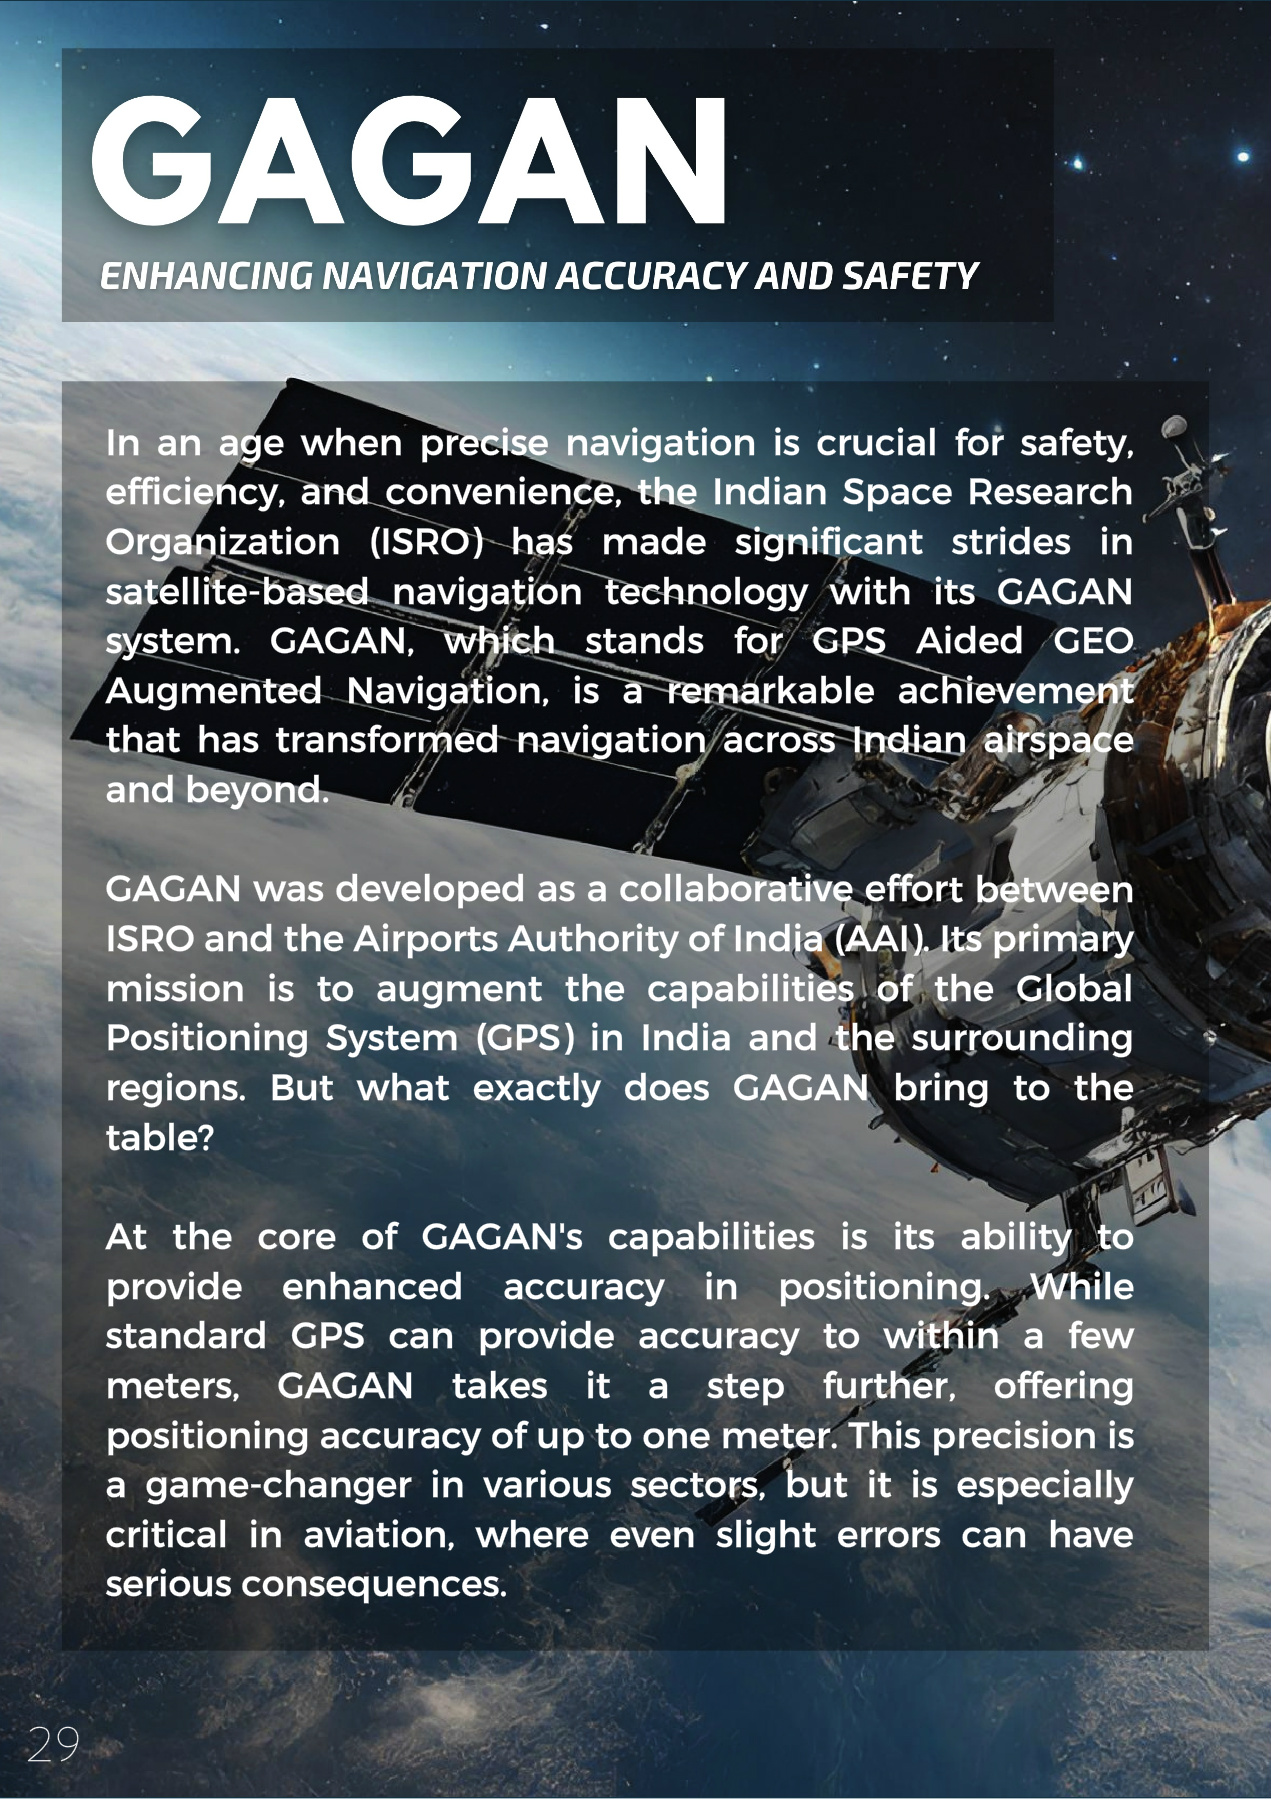 GAGAN
ENHANCING NAVIGATION ACCURACY AND SAFETY
In an age when precise navigation is crucial for safety,
efficiency, and convenience, the Indian Space Research
Organization (ISRO) has made significant strides in
satellite-based navigation technology with its GAGAN
system. GAGAN, which stands for GPS Aided GEO
Augmented Navigation, is a remarkable achievement
that has transformed navigation across Indian airspace
and beyond.
GAGAN was developed as a collaborative effort between
ISRO and the Airports Authority of India (AAI). Its primary
mission is to augment the capabilities of the Global
Positioning System (GPS) in India and the surrounding
regions. But what exactly does GAGAN bring to the
table?
At the core of GAGAN's capabilities is its ability to
provide enhanced accuracy in positioning. While
standard GPS can provide accuracy to within a few
meters, GAGAN takes it a step further, offering
positioning accuracy of up to one meter. This precision is
a game-changer in various sectors, but it is especially
critical in aviation, where even slight errors can have
serious consequences.
29